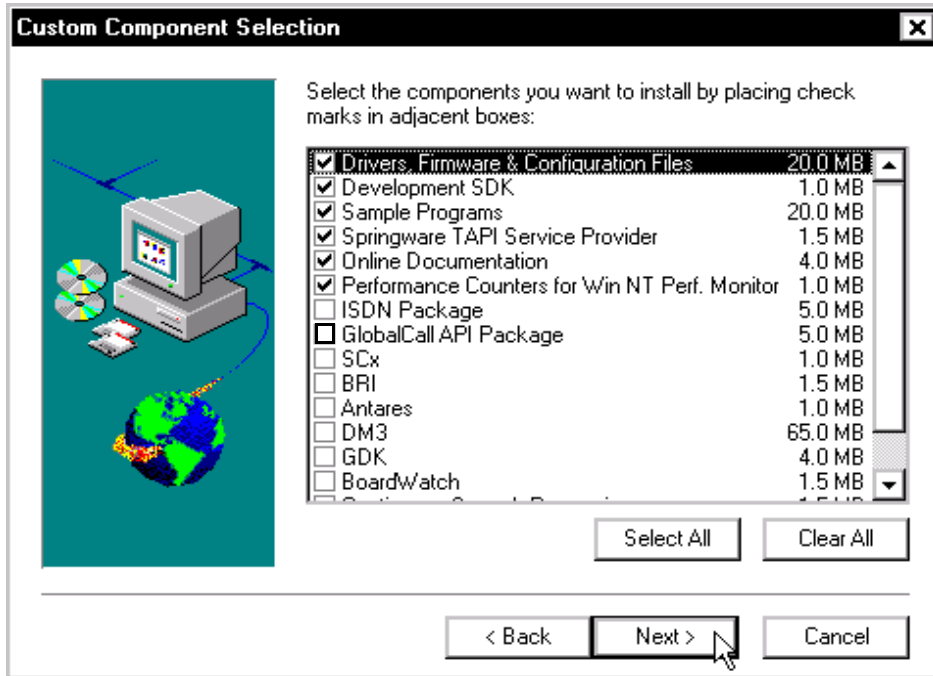 Custom Component Selection
Select the components you want to install by placing check
marks in adjacent boxes:
Drivers, Firmware & Configuration Files 20.0 MB
Development SDK 1.0 MB
Sample Programs 20.0 MB
Springware TAPI Service Provider 1.5 MB
Online Documentation 4.0 MB
Performance Counters for Win NT Perf. Monitor 1.0 MB
ISDN Package 5.0 MB
GlobalCall API Package 5.0 MB
SCx 1.0 MB
BRI 1.5 MB
Antares 1.0 MB
DM3 65.0 MB
GDK 4.0 MB
BoardWatch 1.5 MB
Select All Clear All
< Back Next > Cancel